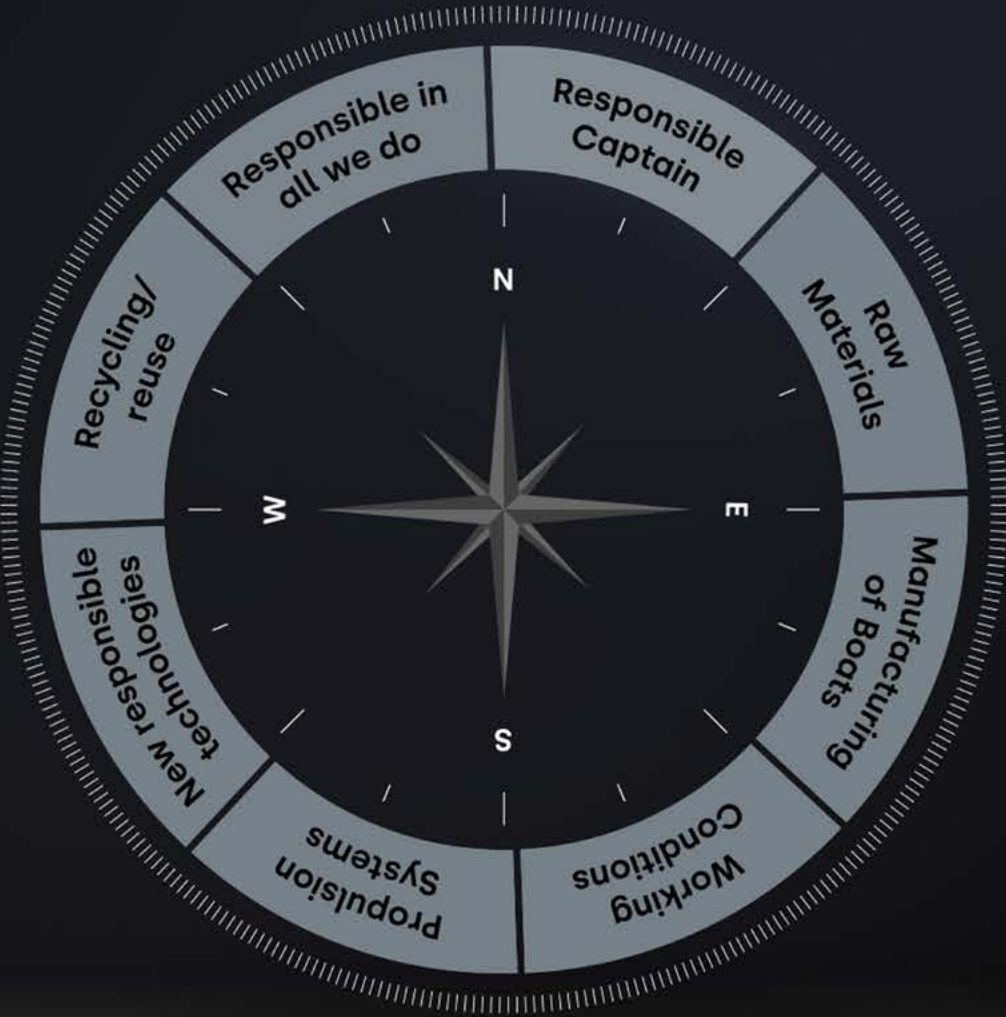 Responsible
Captain
Raw
Materials
Manufacturing
of Boats
Working
Conditions
Propulsion
Systems
New responsible
technologies
Recycling/
reuse
Responsible in
all we do
N
E
S
W